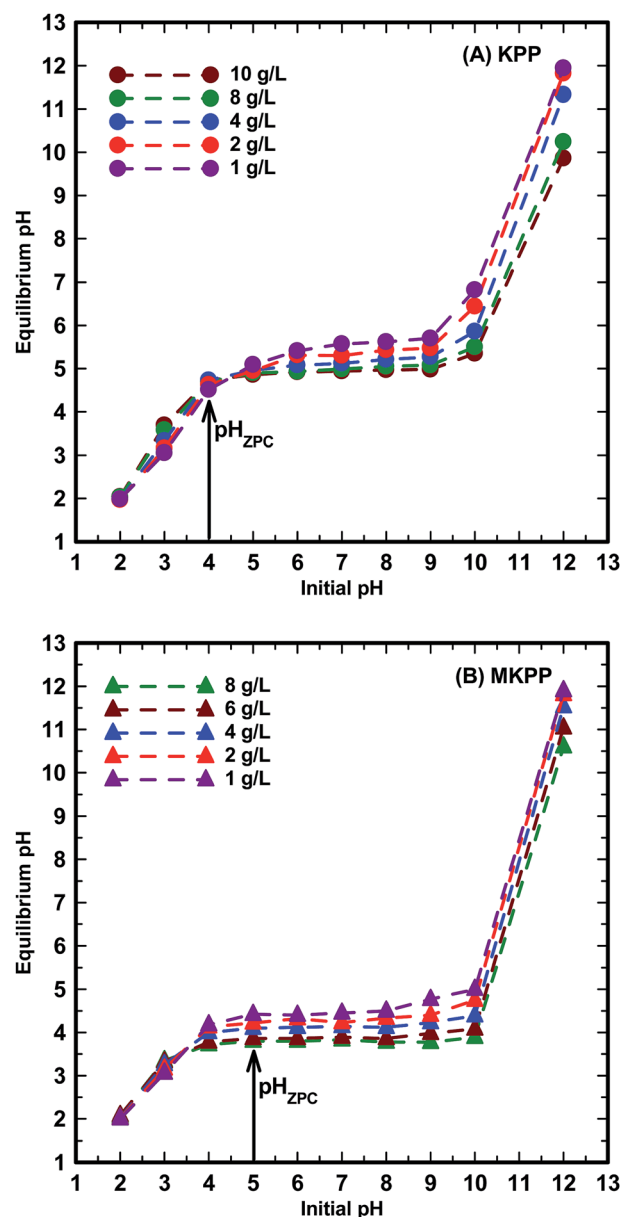 13
12
11
10
9
8
7
6
5
4
3
2
1
Equilibrium pH
(A) KPP
10 g/L
8 g/L
4 g/L
2 g/L
1 g/L
pHZPC
1 2 3 4 5 6 7 8 9 10 11 12 13
Initial pH
13
12
11
10
9
8
7
6
5
4
3
2
1
Equilibrium pH
(B) MKPP
8 g/L
6 g/L
4 g/L
2 g/L
1 g/L
pHZPC
1 2 3 4 5 6 7 8 9 10 11 12 13
Initial pH